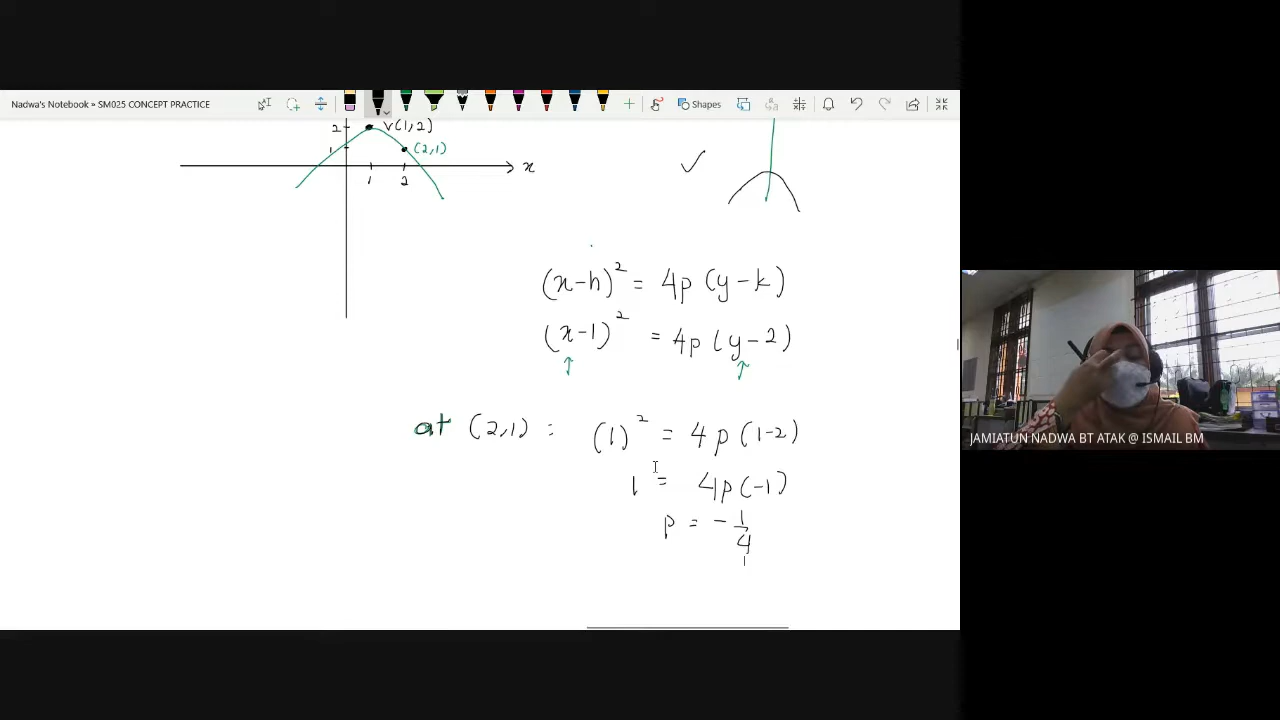 Nadwa's Notebook » SM025 CONCEPT PRACTICE
Shapes
2 V(1,2)
1 (2,1)
x
1 2
(x-h)² = 4p (y-k)
(x-1)² = 4p (y-2)
at (2,1) : (1)² = 4p (1-2)
1 = 4p (-1)
p = - 1/4
JAMIATUN NADWA BT ATAK @ ISMAIL BM